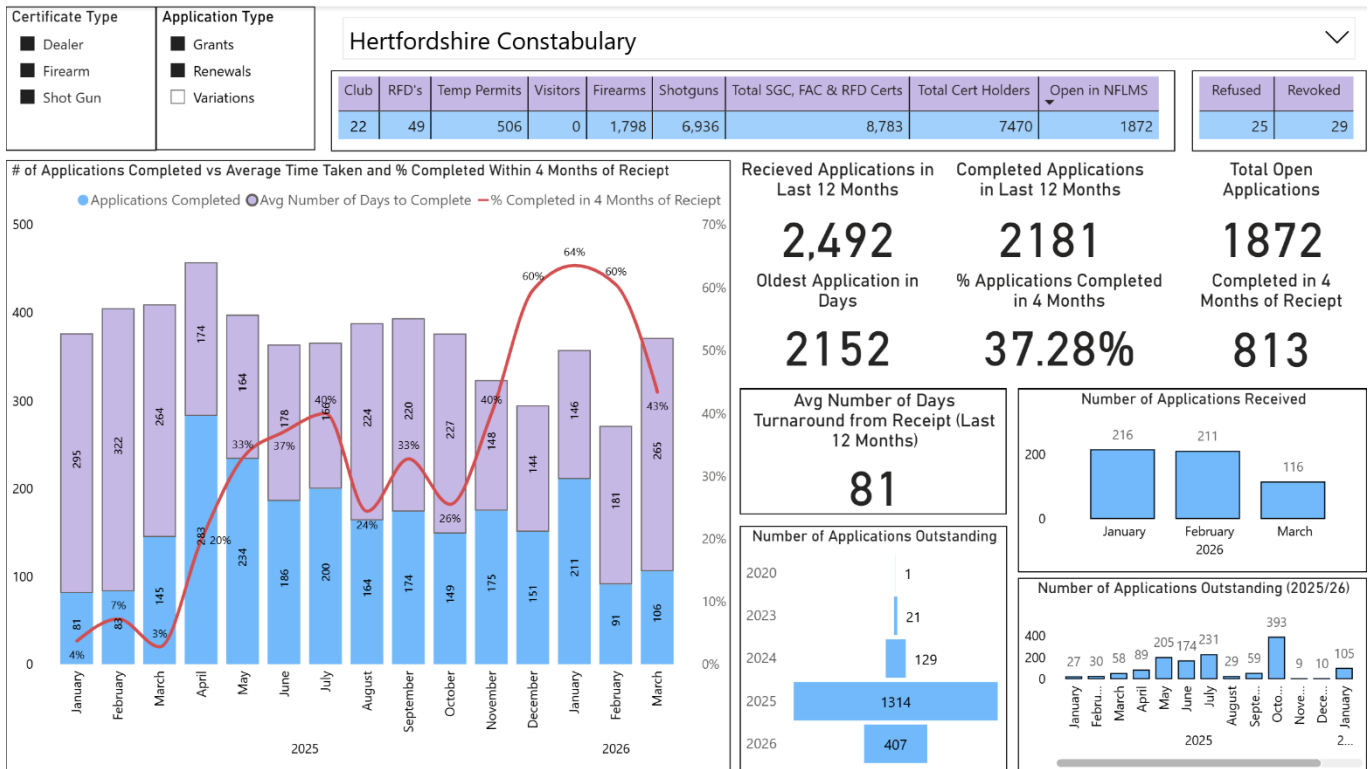 Certificate Type
Dealer
Firearm
Shot Gun
Application Type
Grants
Renewals
Variations
Hertfordshire Constabulary
Club RFD's Temp Permits Visitors Firearms Shotguns Total SGC, FAC & RFD Certs Total Cert Holders Open in NFLMS
22 49 506 0 1,798 6,936 8,783 7470 1872
Refused Revoked
25 29
# of Applications Completed vs Average Time Taken and % Completed Within 4 Months of Reciept
Applications Completed Avg Number of Days to Complete % Completed in 4 Months of Reciept
500
400
300
200
100
0
70%
60%
50%
40%
30%
20%
10%
0%
295 322 264 174 164 178 166 224 220 227 148 144 146 181 265
81 83 145 283 234 186 200 164 174 149 175 151 211 91 106
4% 7% 3% 20% 33% 37% 40% 24% 33% 26% 40% 60% 64% 60% 43%
January February March April May June July August September October November December January February March
2025 2026
Recieved Applications in
Last 12 Months
2,492
Completed Applications
in Last 12 Months
2181
Total Open
Applications
1872
Oldest Application in
Days
2152
% Applications Completed
in 4 Months
37.28%
Completed in 4
Months of Reciept
813
Avg Number of Days
Turnaround from Receipt (Last
12 Months)
81
Number of Applications Received
216 211 116
200
0
January February March
2026
Number of Applications Outstanding
2020 1
2023 21
2024 129
2025 1314
2026 407
Number of Applications Outstanding (2025/26)
400
200
0
27 30 58 89 205 174 231 29 59 393 9 10 105
January Febru... March April May June July August Septe... Octo... Nove... Dece... January
2025 2...